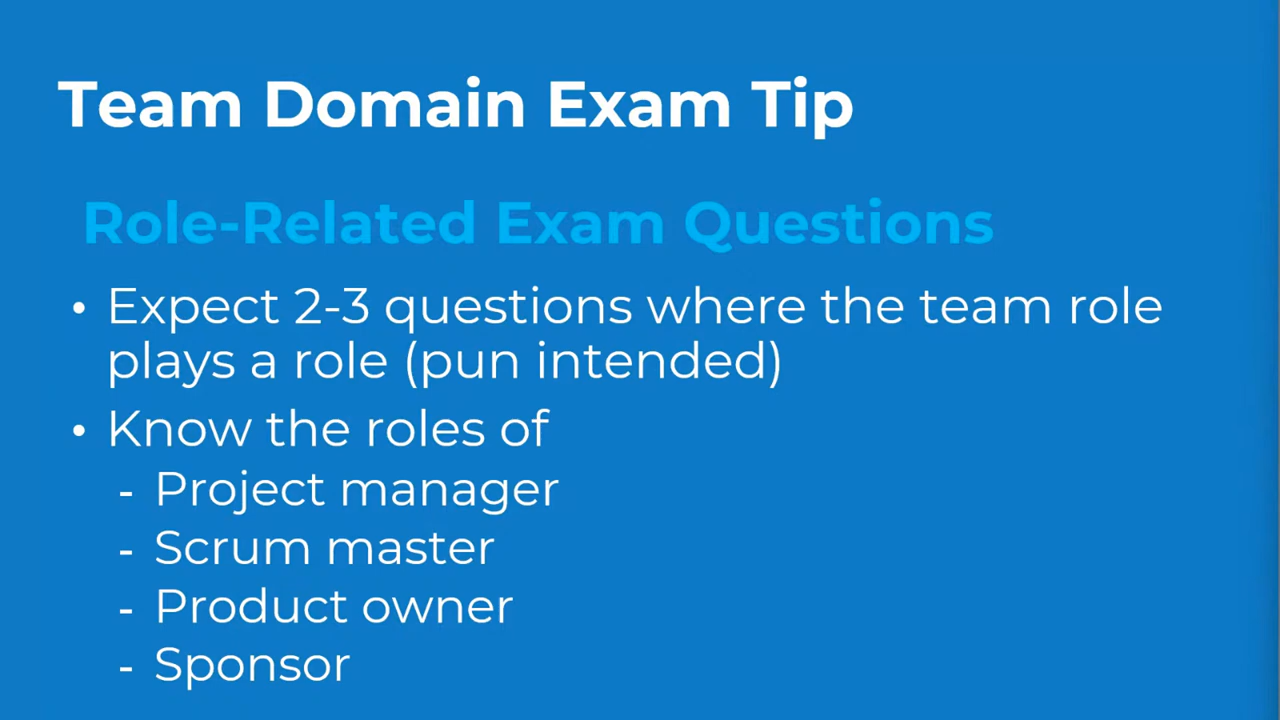 Team Domain Exam Tip
Role-Related Exam Questions
• Expect 2-3 questions where the team role
plays a role (pun intended)
• Know the roles of
- Project manager
- Scrum master
- Product owner
- Sponsor